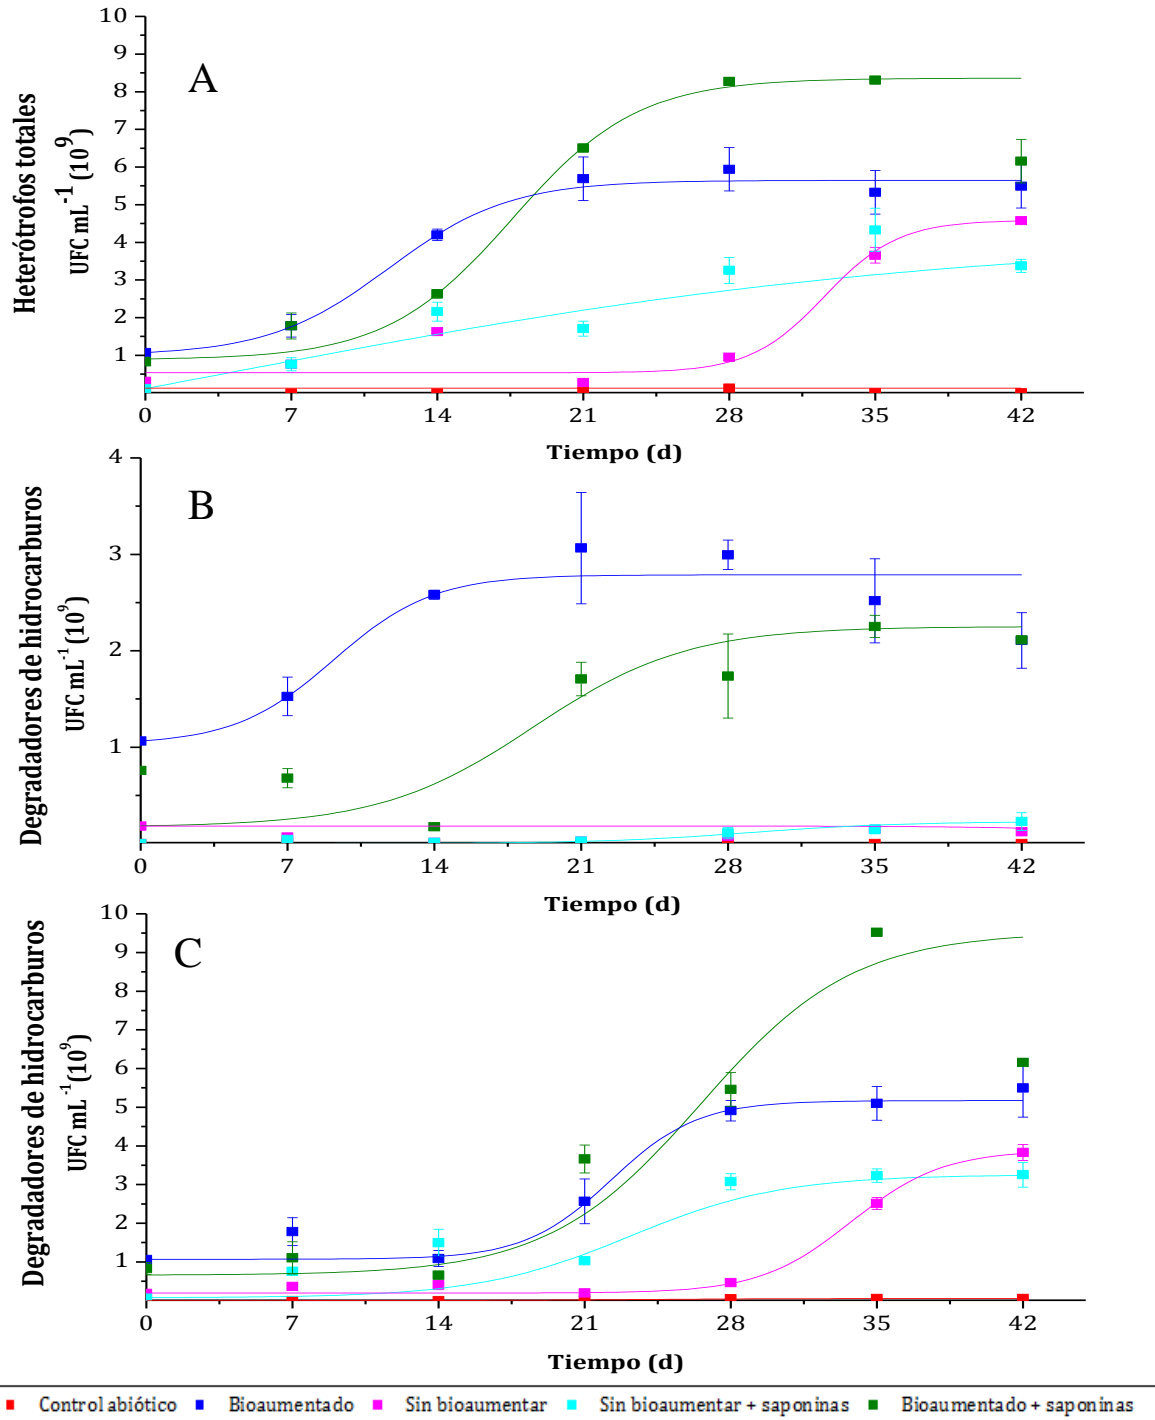 10
9
A
8
7
6
5
4
3
2
1
Heterótrofos totales
UFC mL⁻¹ (10⁹)
0 7 14 21 28 35 42
Tiempo (d)
4
B
3
2
1
Degradadores de hidrocarburos
UFC mL⁻¹ (10⁹)
0 7 14 21 28 35 42
Tiempo (d)
10
9
C
8
7
6
5
4
3
2
1
Degradadores de hidrocarburos
UFC mL⁻¹ (10⁹)
0 7 14 21 28 35 42
Tiempo (d)
Control abiótico Bioaumentado Sin bioaumentar Sin bioaumentar + saponinas Bioaumentado + saponinas